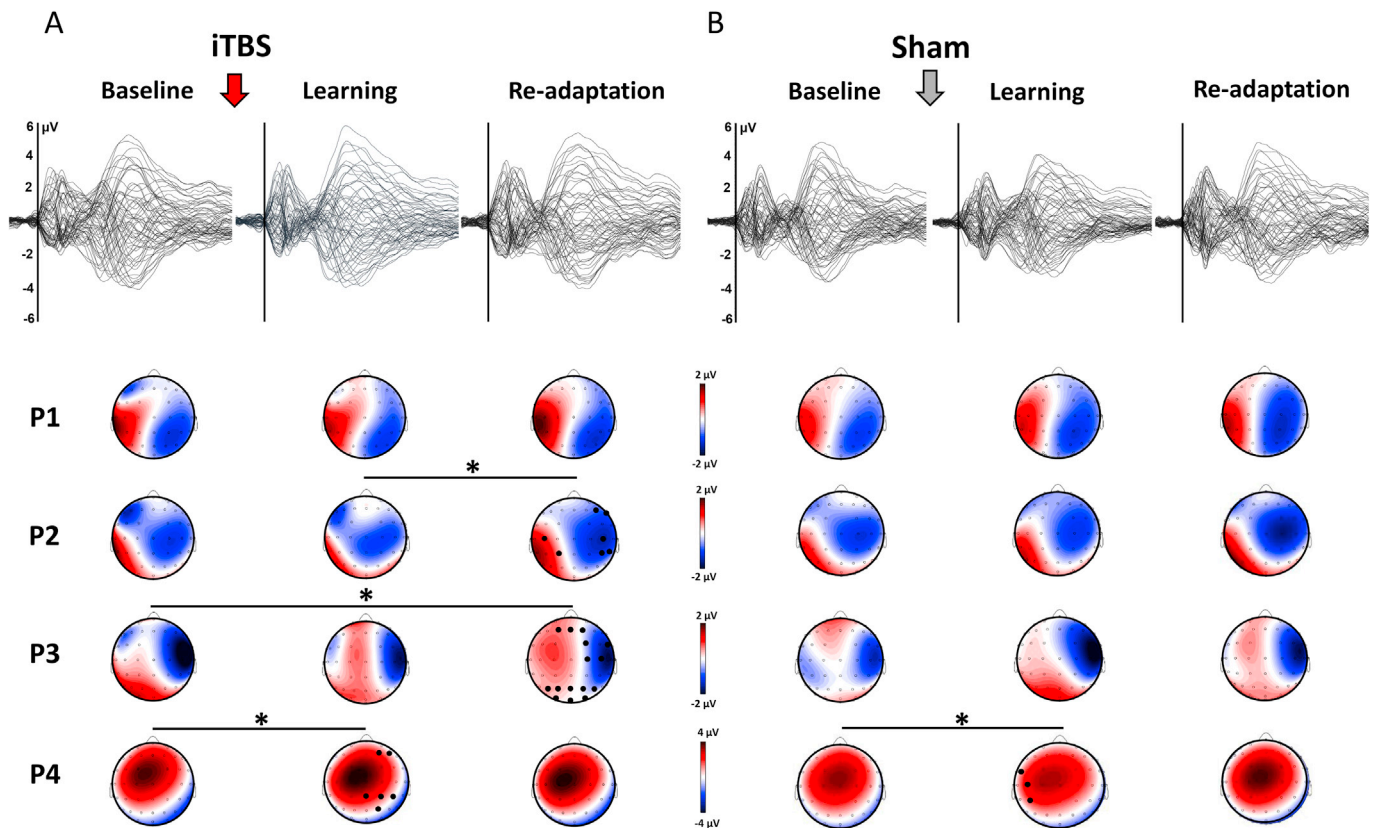 A
B
iTBS
Sham
Baseline
Learning
Re-adaptation
Baseline
Learning
Re-adaptation
6
µV
4
2
-2
-4
-6
6
µV
4
2
-2
-4
-6
P1
2 µV
-2 µV
*
P2
2 µV
-2 µV
*
P3
2 µV
-2 µV
*
*
P4
4 µV
-4 µV